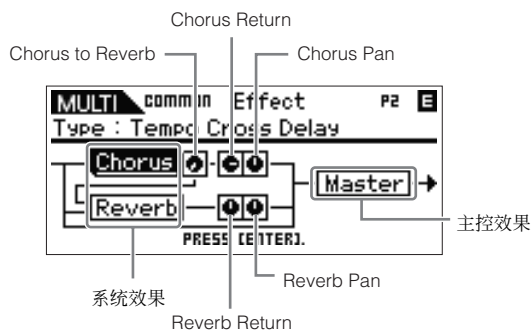 Chorus Return
Chorus to Reverb
Chorus Pan
MULTI common Effect P2 E
Type : Tempo Cross Delay
Chorus
Master
Reverb
PRESS [ENTER].
主控效果
系统效果
Reverb Pan
Reverb Return